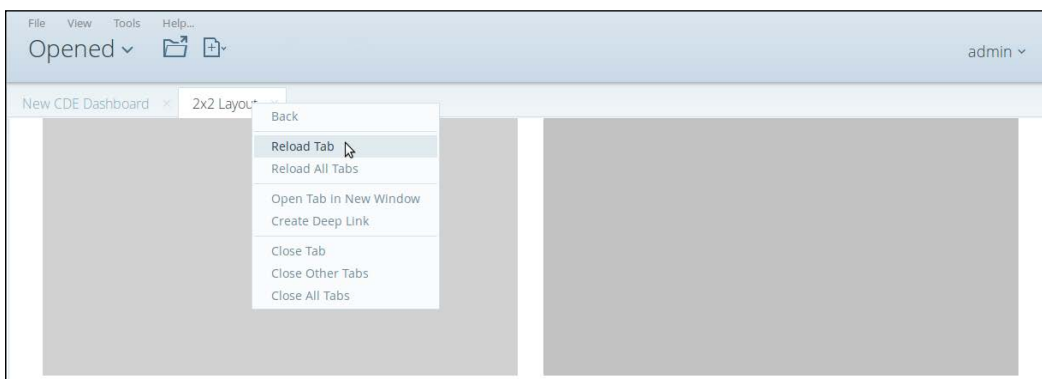 File View Tools Help...
Opened
admin
New CDE Dashboard 2x2 Layout
Back
Reload Tab
Reload All Tabs
Open Tab in New Window
Create Deep Link
Close Tab
Close Other Tabs
Close All Tabs